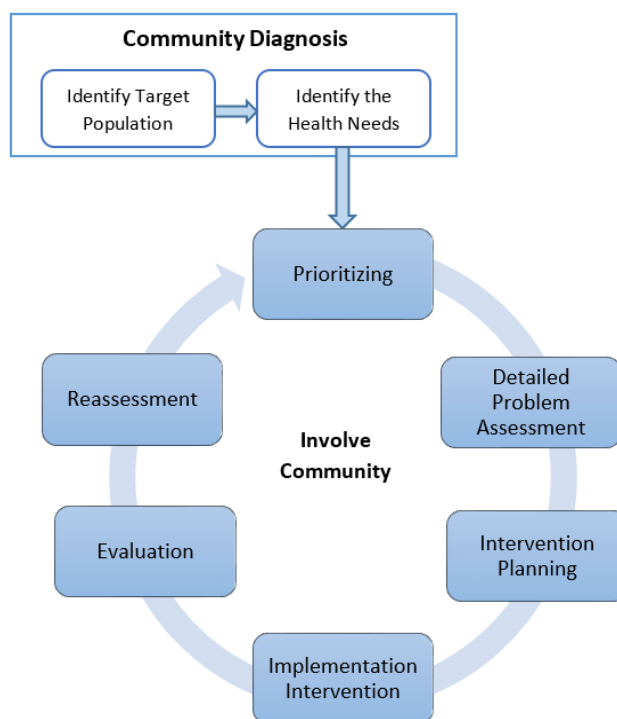 Community Diagnosis
Identify Target
Population
Identify the
Health Needs
Prioritizing
Detailed
Problem
Assessment
Intervention
Planning
Implementation
Intervention
Evaluation
Reassessment
Involve
Community